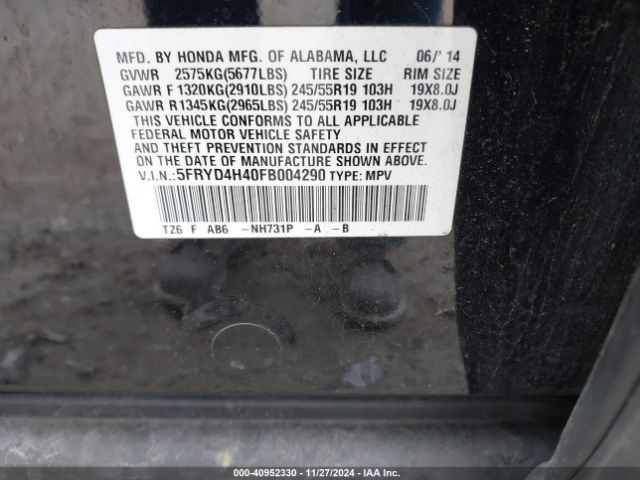 MFD. BY HONDA MFG. OF ALABAMA, LLC 06/'14
GVWR 2575KG(5677LBS) TIRE SIZE RIM SIZE
GAWR F 1320KG(2910LBS) 245/55R19 103H 19X8.0J
GAWR R 1345KG(2965LBS) 245/55R19 103H 19X8.0J
THIS VEHICLE CONFORMS TO ALL APPLICABLE
FEDERAL MOTOR VEHICLE SAFETY
AND THEFT PREVENTION STANDARDS IN EFFECT
ON THE DATE OF MANUFACTURE SHOWN ABOVE.
V.I.N.:5FRYD4H40FB004290 TYPE: MPV
TZ6 F AB6 -NH731P -A -B
000-40952330 - 11/27/2024 - IAA Inc.